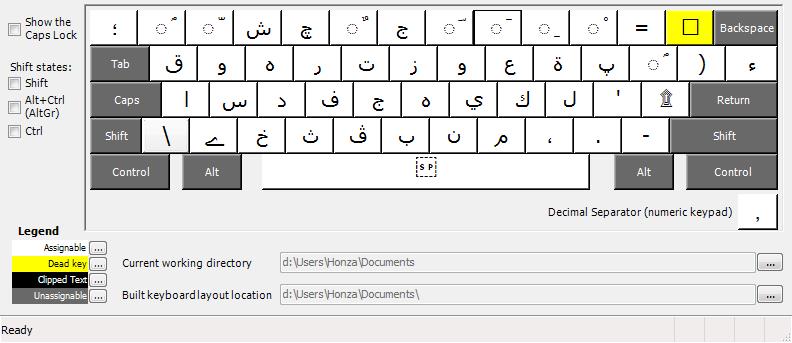 Show the Caps Lock
Shift states:
Shift
Alt+Ctrl (AltGr)
Ctrl
؛ ش چ ج = Backspace
Tab ق و ه ر ت ز و ع ة پ ) ء
Caps ا س د ف ج ه ي ك ل ' ۩ Return
Shift \ ے خ ث ڤ ب ن م ، . - Shift
Control Alt SP Alt Control
Decimal Separator (numeric keypad) ,
Legend
Assignable ...
Dead key ...
Clipped Text ...
Unassignable ...
Current working directory d:\Users\Honza\Documents ...
Built keyboard layout location d:\Users\Honza\Documents\ ...
Ready